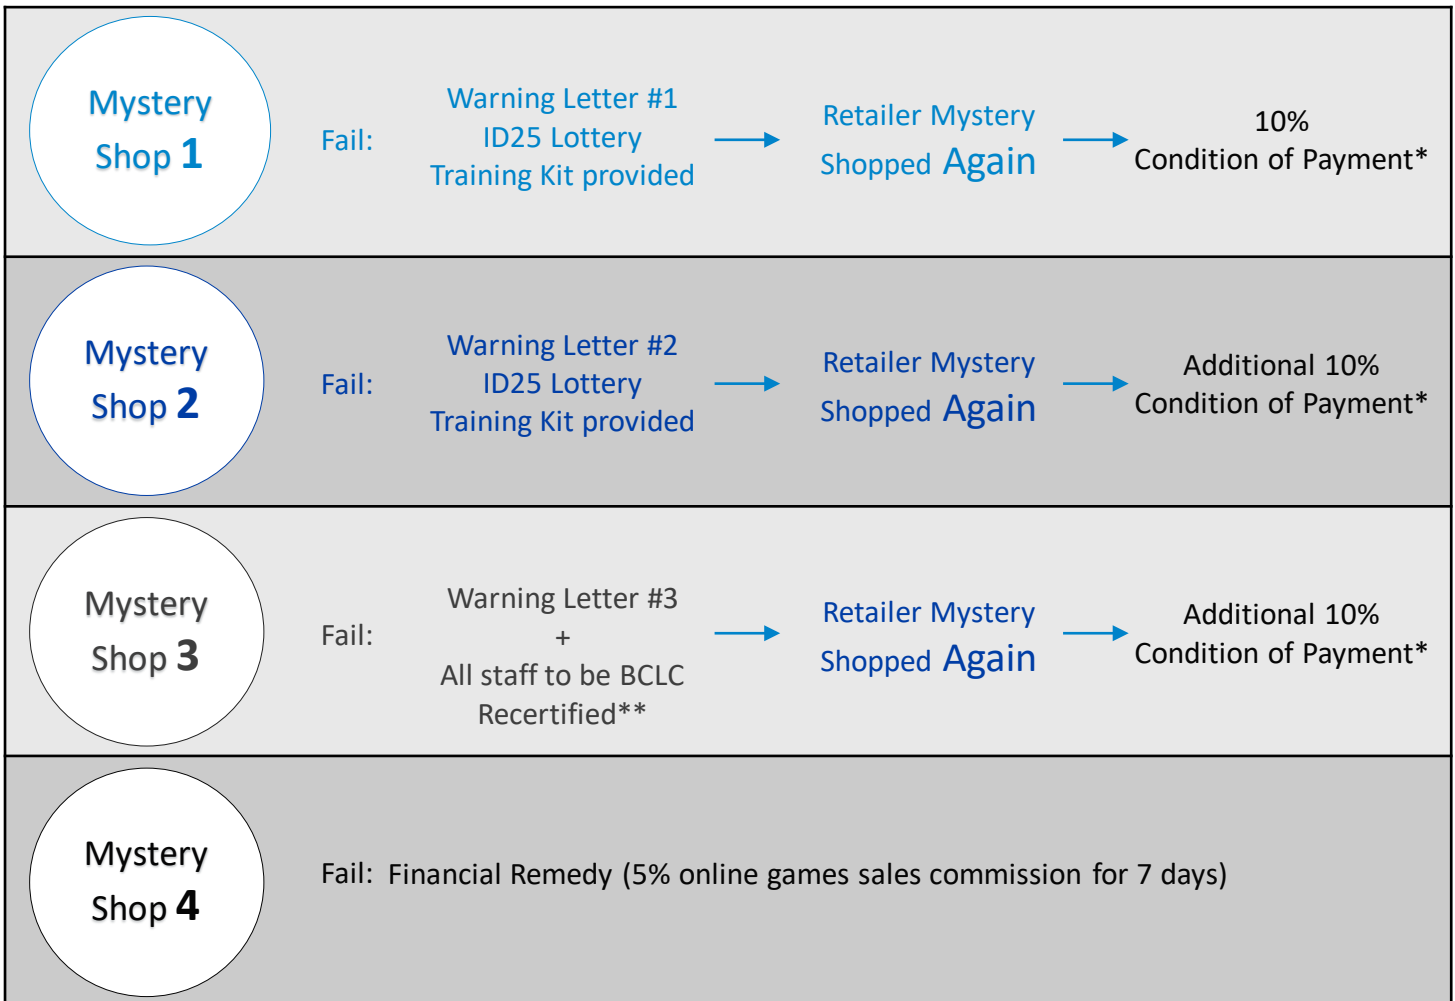 Mystery
Shop 1
Fail:
Warning Letter #1
ID25 Lottery
Training Kit provided
Retailer Mystery
Shopped Again
10%
Condition of Payment*
Mystery
Shop 2
Fail:
Warning Letter #2
ID25 Lottery
Training Kit provided
Retailer Mystery
Shopped Again
Additional 10%
Condition of Payment*
Mystery
Shop 3
Fail:
Warning Letter #3
+
All staff to be BCLC
Recertified**
Retailer Mystery
Shopped Again
Additional 10%
Condition of Payment*
Mystery
Shop 4
Fail: Financial Remedy (5% online games sales commission for 7 days)